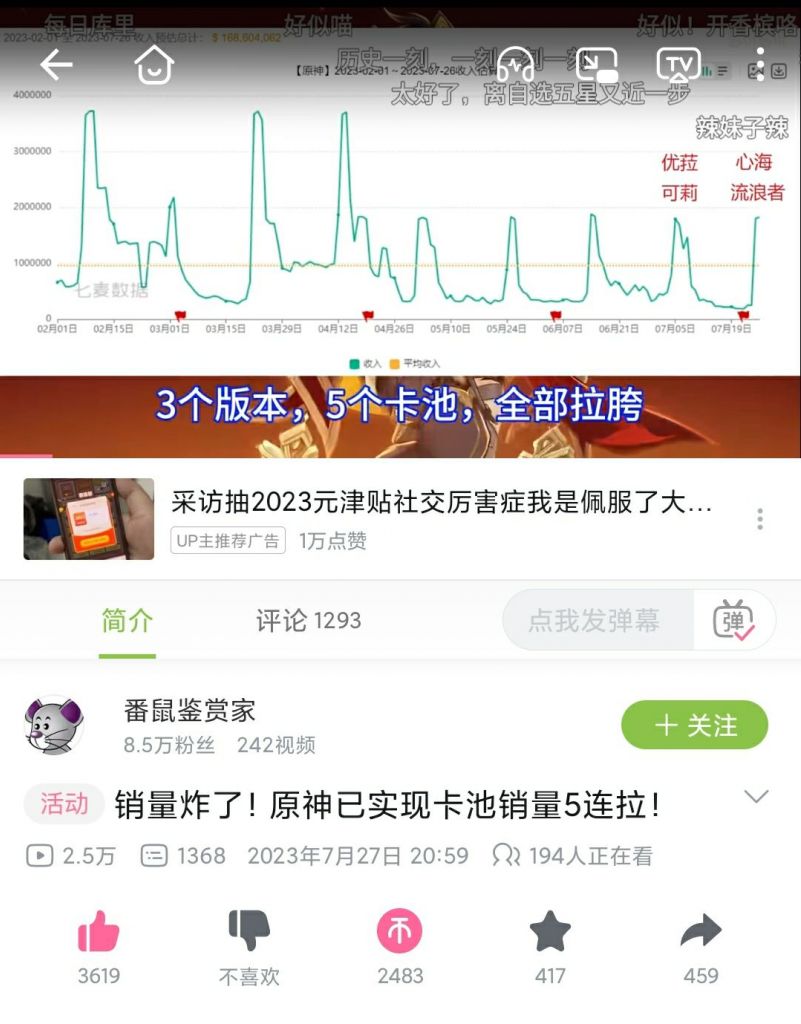 每日库里
好似喵
好似！开香槟咯
2023-02-01 至 2023-07-26 收入预估总计： $ 168,604,062
历史一刻，一刻一刻一刻
【原神】2023-02-01 ~ 2023-07-26收入估算
太好了，离自选五星又近一步
辣妹子辣
TV
4000000
3000000
2000000
1000000
0
优菈 心海
可莉 流浪者
七麦数据
02月01日 02月15日 03月01日 03月15日 03月29日 04月12日 04月26日 05月10日 05月24日 06月07日 06月21日 07月05日 07月19日
收入 平均收入
3个版本，5个卡池，全部拉胯
采访抽2023元津贴社交厉害症我是佩服了大...
UP主推荐广告 1万点赞
简介 评论 1293 点我发弹幕 弹
番鼠鉴赏家
8.5万粉丝 242视频
＋ 关注
活动 销量炸了！原神已实现卡池销量5连拉！
2.5万 1368 2023年7月27日 20:59 194人正在看
3619 不喜欢 2483 417 459